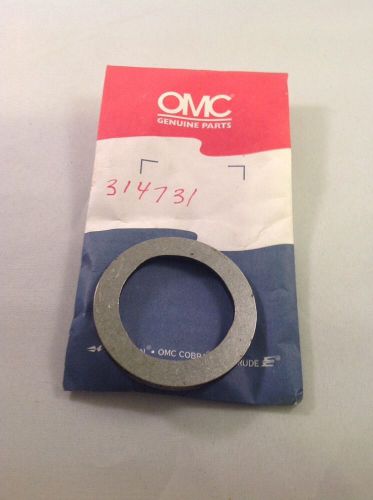 OMC
GENUINE PARTS
314731
OMC COBRA